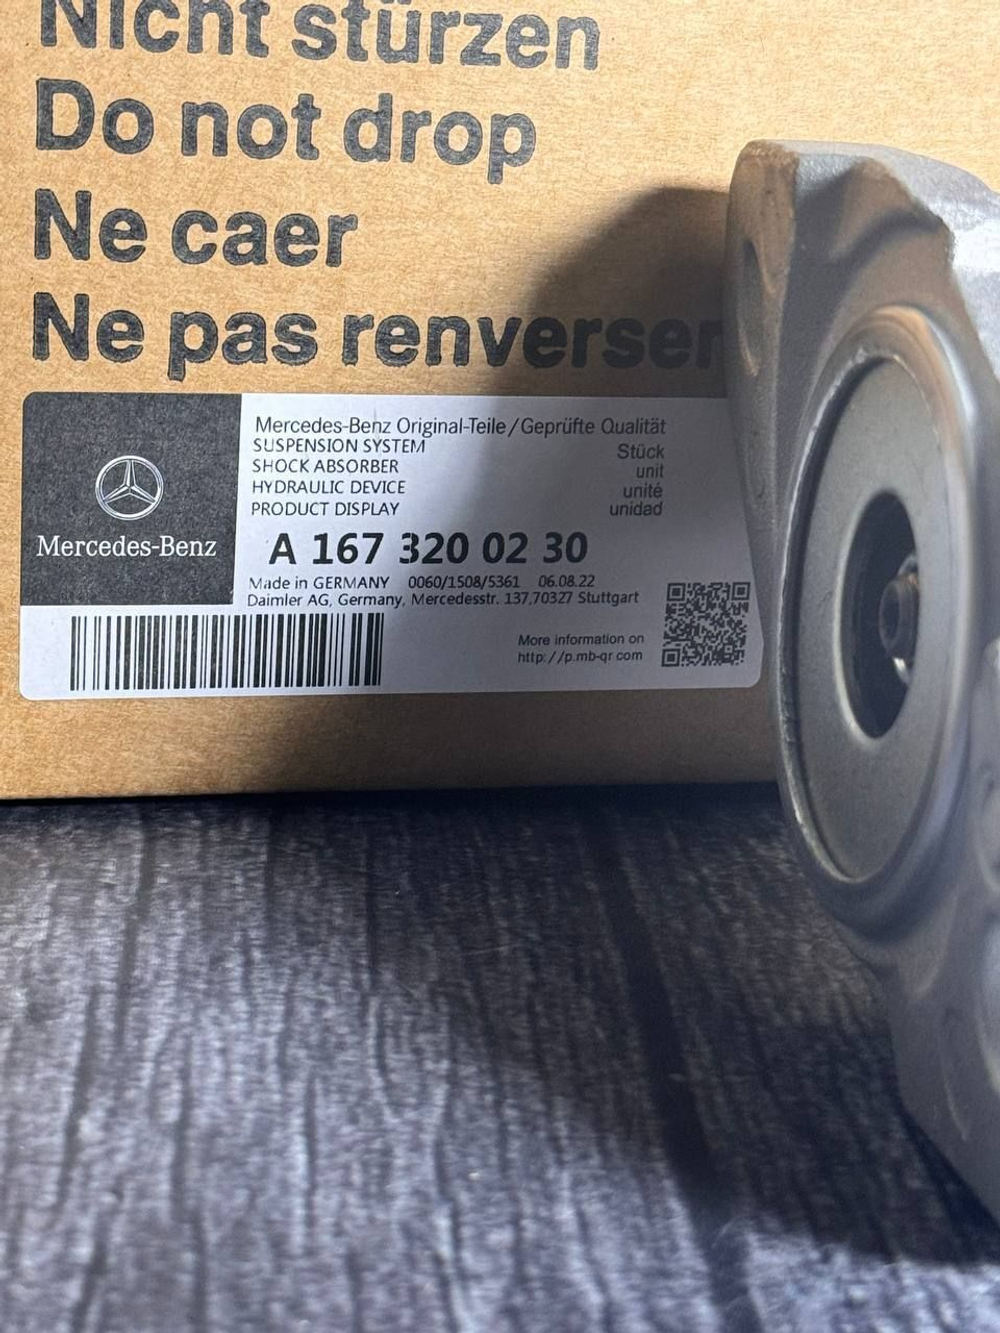 Nicht stürzen
Do not drop
Ne caer
Ne pas renverser
Mercedes-Benz
Mercedes-Benz Original-Teile/Geprüfte Qualität
SUSPENSION SYSTEM
SHOCK ABSORBER
HYDRAULIC DEVICE
PRODUCT DISPLAY
Stück
unit
unité
unidad
A 167 320 02 30
Made in GERMANY 0060/1508/5361 06.08.22
Daimler AG, Germany, Mercedesstr. 137,70327 Stuttgart
More information on
http://p.mb-qr com